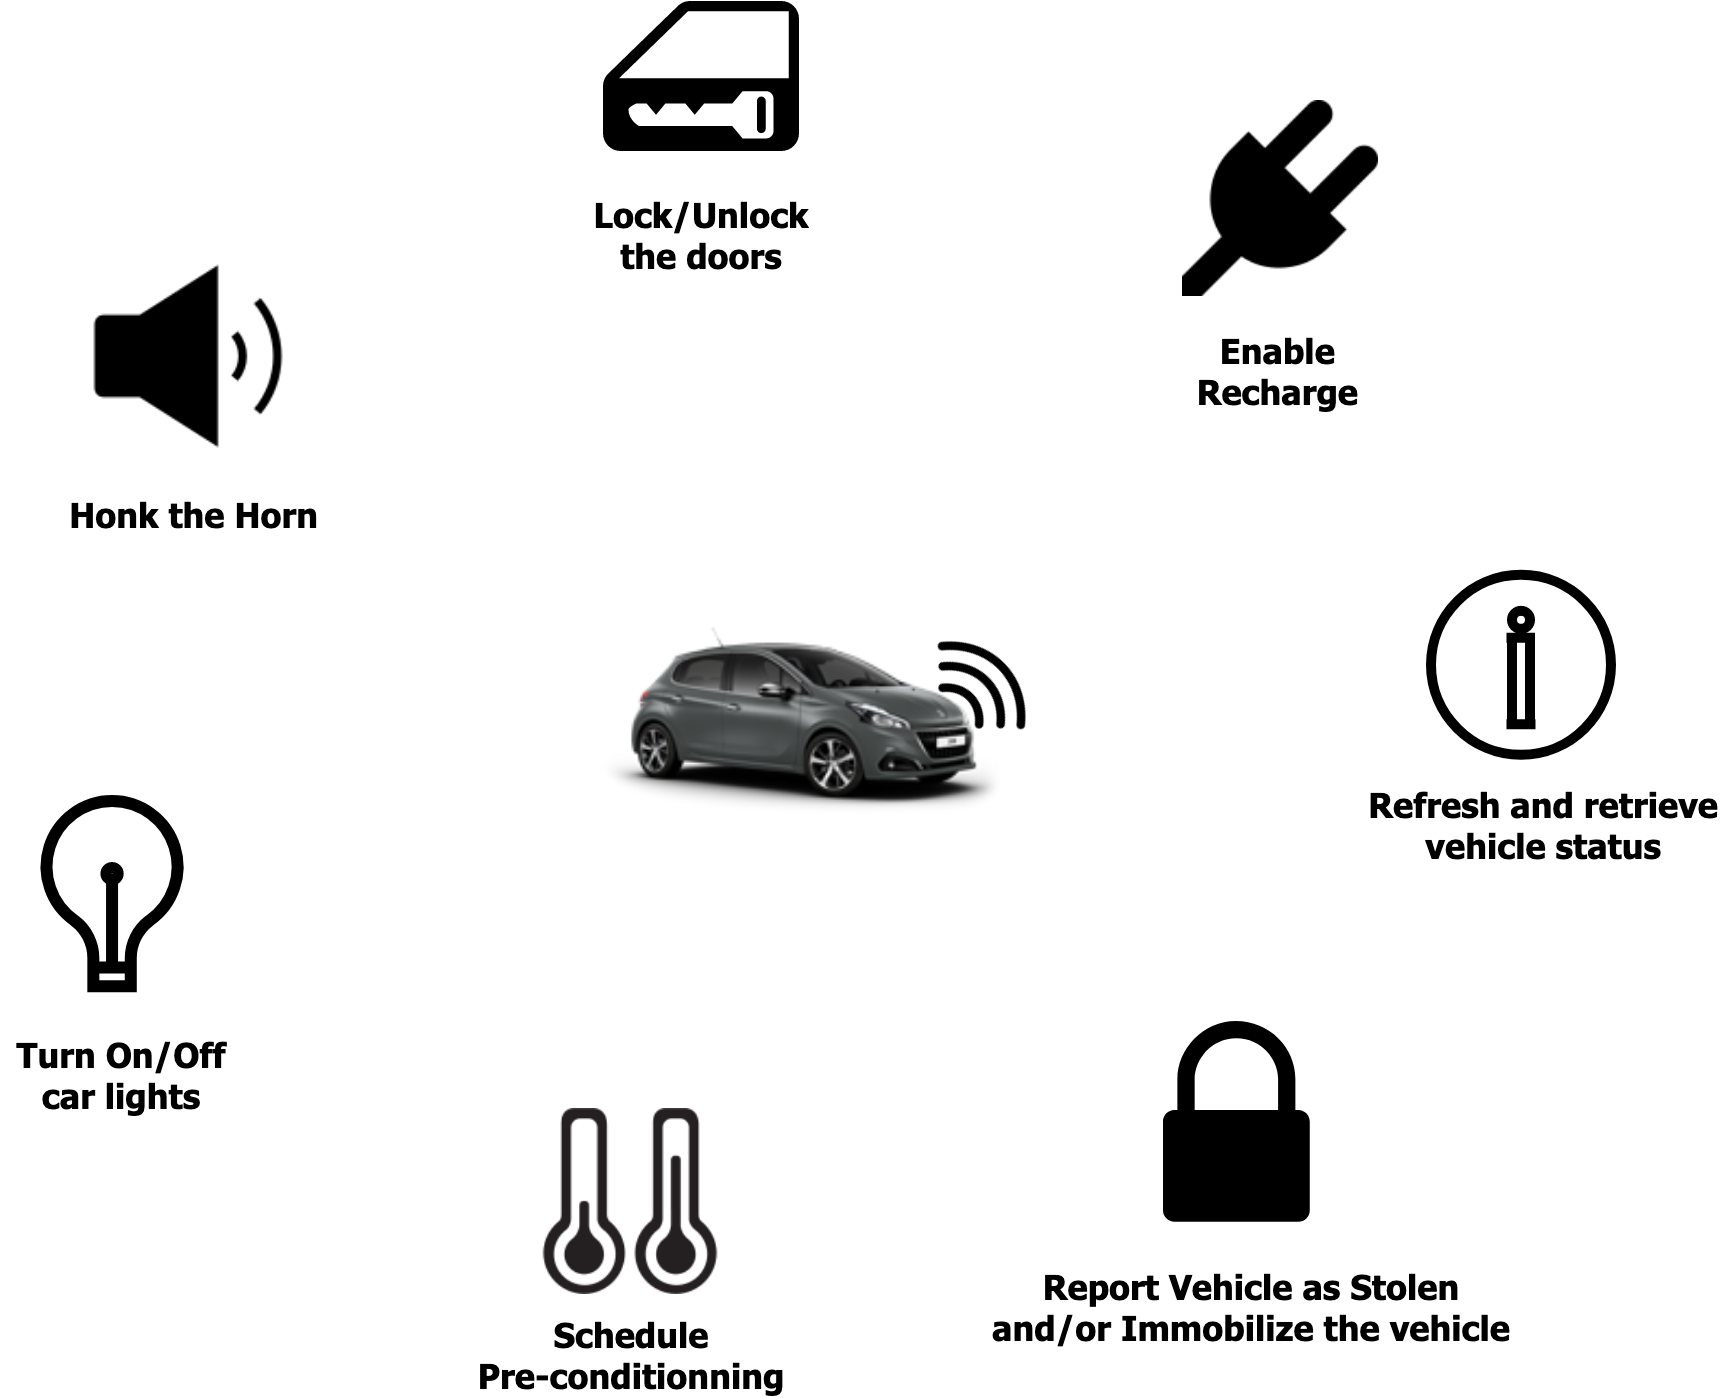 Lock/Unlock
the doors
Enable
Recharge
Honk the Horn
Refresh and retrieve
vehicle status
Turn On/Off
car lights
Report Vehicle as Stolen
and/or Immobilize the vehicle
Schedule
Pre-conditionning